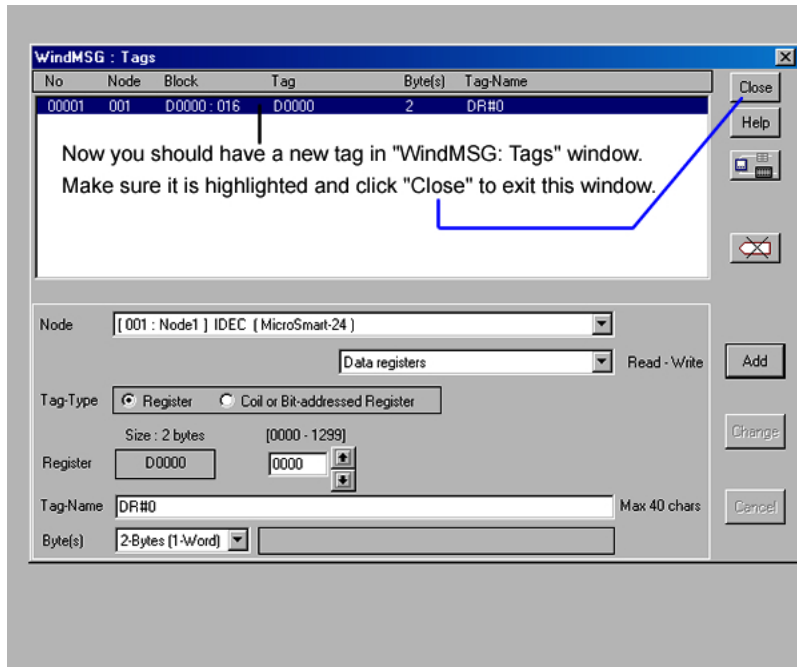 WindMSG : Tags
No Node Block Tag Byte(s) Tag-Name
Close
00001 001 D0000 : 016 D0000 2 DR#0
Help
Now you should have a new tag in "WindMSG: Tags" window.
Make sure it is highlighted and click "Close" to exit this window.
Node [ 001 : Node1 ] IDEC ( MicroSmart-24 )
Data registers Read - Write Add
Tag-Type Register Coil or Bit-addressed Register
Size : 2 bytes [0000 - 1299] Change
Register D0000 0000
Tag-Name DR#0 Max 40 chars Cancel
Byte(s) 2-Bytes (1-Word)